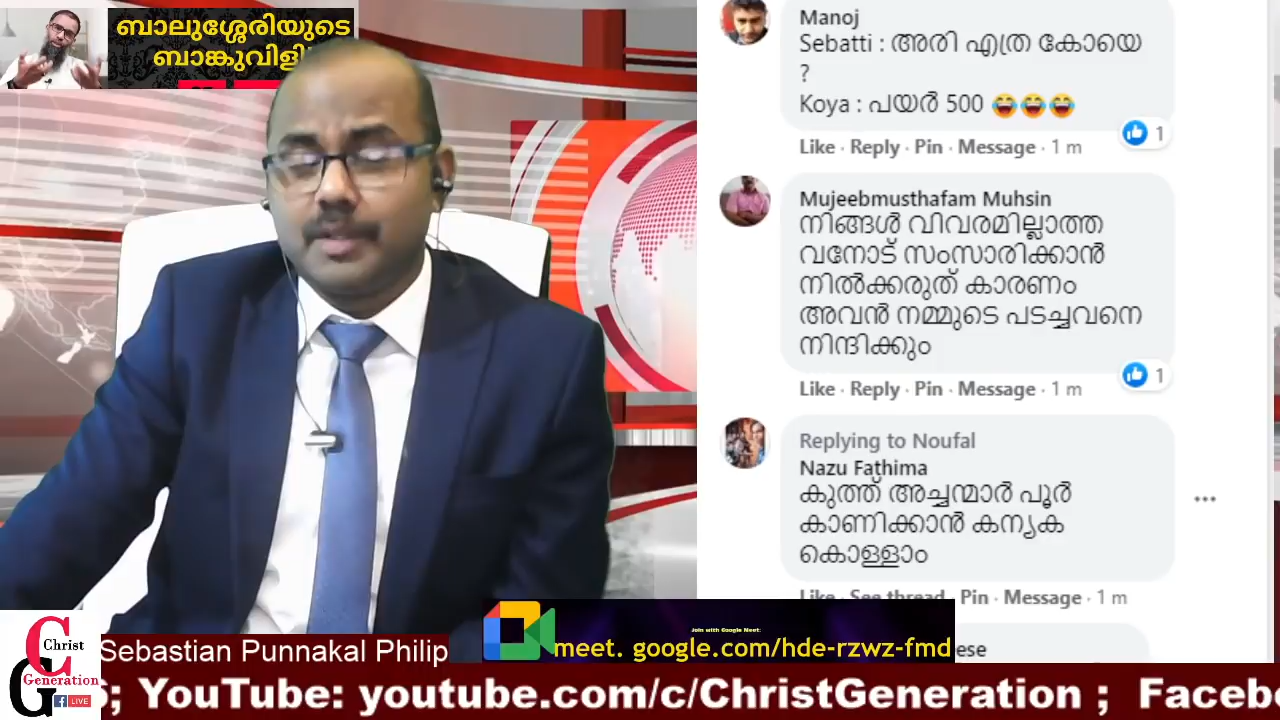 ബാലുശ്ശേരിയുടെ
Manoj
Sebatti : അരി എത്ര കോയെ
?
Koya : പയർ 500 😂😂😂
Like · Reply · Pin · Message · 1 m
1
Mujeebmusthafam Muhsin
നിങ്ങൾ വിവരമില്ലാത്ത
വനോട് സംസാരിക്കാൻ
നിൽക്കരുത് കാരണം
അവൻ നമ്മുടെ പടച്ചവനെ
നിന്ദിക്കും
Like · Reply · Pin · Message · 1 m
1
Replying to Noufal
Nazu Fathima
കുത്ത് അച്ചന്മാർ പൂർ
കാണിക്കാൻ കന്യക
കൊള്ളാം
Like · See thread · Pin · Message · 1 m
Christ
Generation
LIVE
Sebastian Punnakal Philip
Join with Google Meet:
meet. google.com/hde-rzwz-fmd
; YouTube: youtube.com/c/ChristGeneration ;